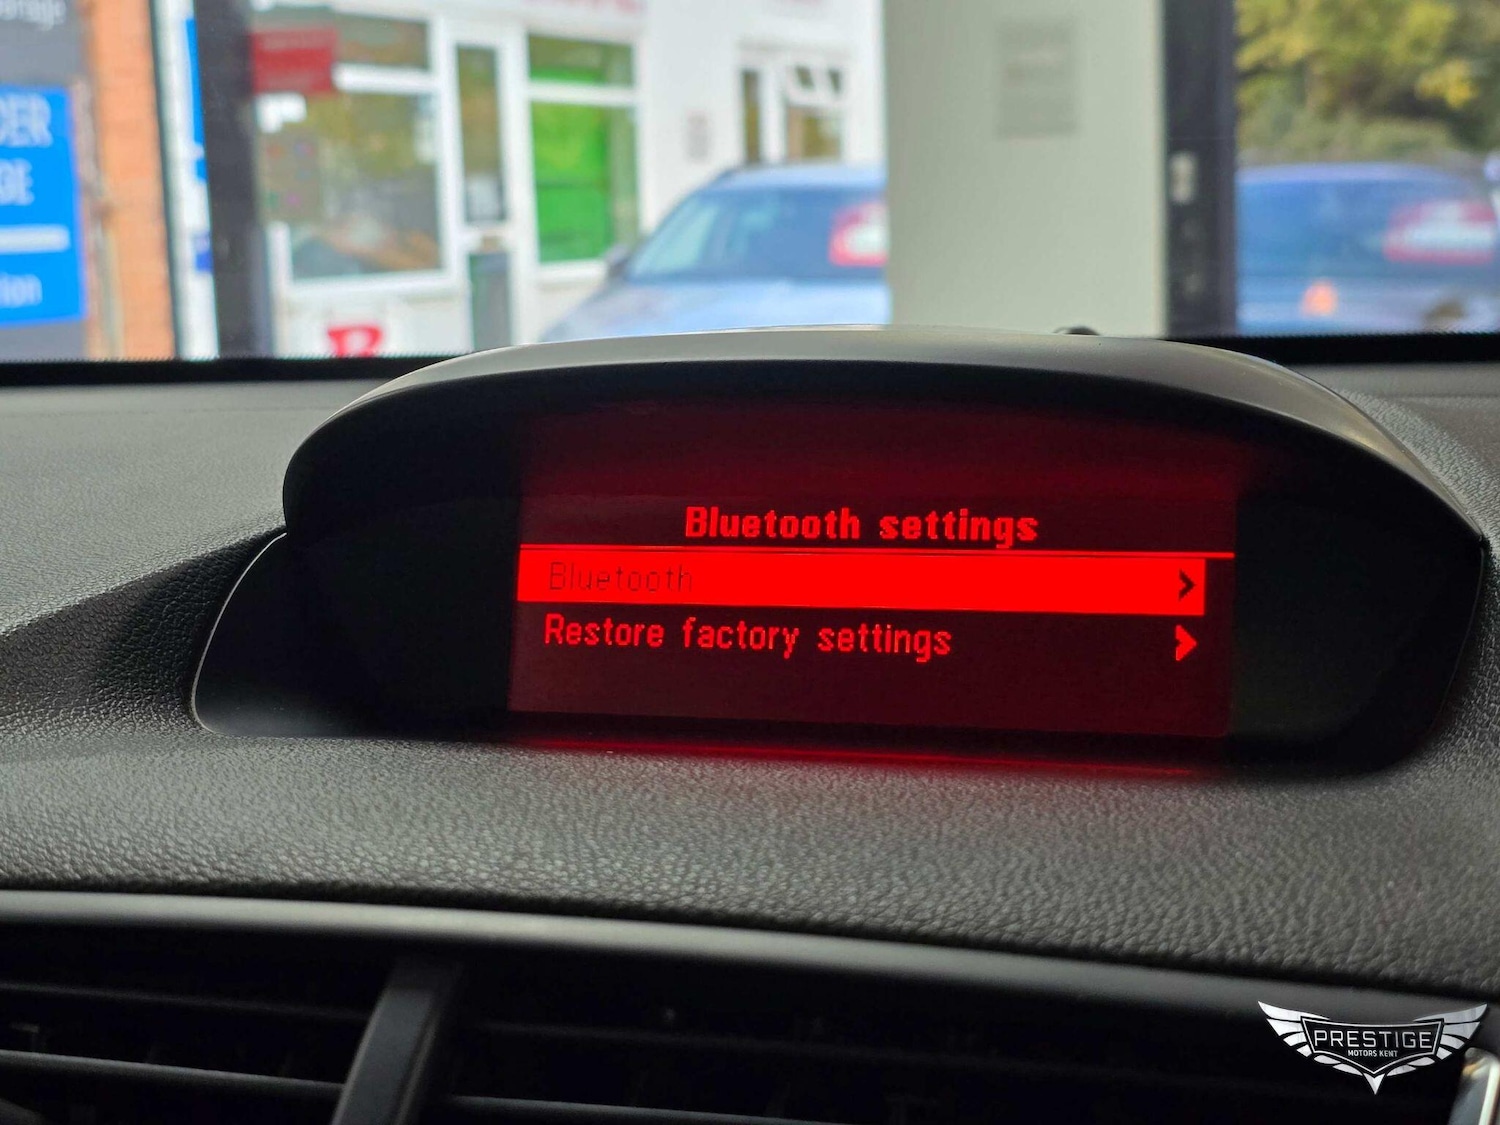 Bluetooth settings
Bluetooth
Restore factory settings
PRESTIGE
MOTORS KENT